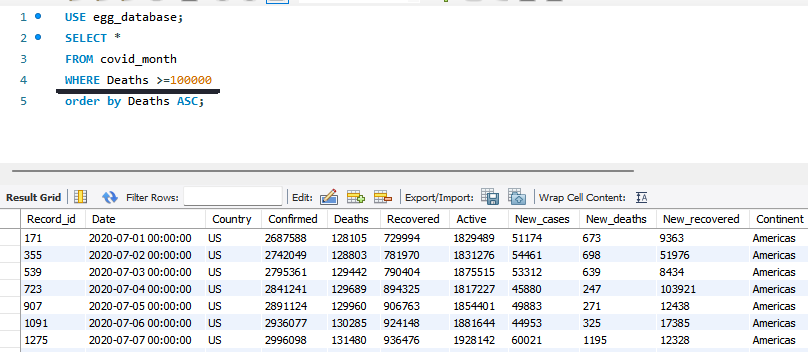 1 USE egg_database;
2 SELECT *
3 FROM covid_month
4 WHERE Deaths >=100000
5 order by Deaths ASC;
Result Grid Filter Rows: Edit: Export/Import: Wrap Cell Content: IA
Record_id Date Country Confirmed Deaths Recovered Active New_cases New_deaths New_recovered Continent
171 2020-07-01 00:00:00 US 2687588 128105 729994 1829489 51174 673 9363 Americas
355 2020-07-02 00:00:00 US 2742049 128803 781970 1831276 54461 698 51976 Americas
539 2020-07-03 00:00:00 US 2795361 129442 790404 1875515 53312 639 8434 Americas
723 2020-07-04 00:00:00 US 2841241 129689 894325 1817227 45880 247 103921 Americas
907 2020-07-05 00:00:00 US 2891124 129960 906763 1854401 49883 271 12438 Americas
1091 2020-07-06 00:00:00 US 2936077 130285 924148 1881644 44953 325 17385 Americas
1275 2020-07-07 00:00:00 US 2996098 131480 936476 1928142 60021 1195 12328 Americas